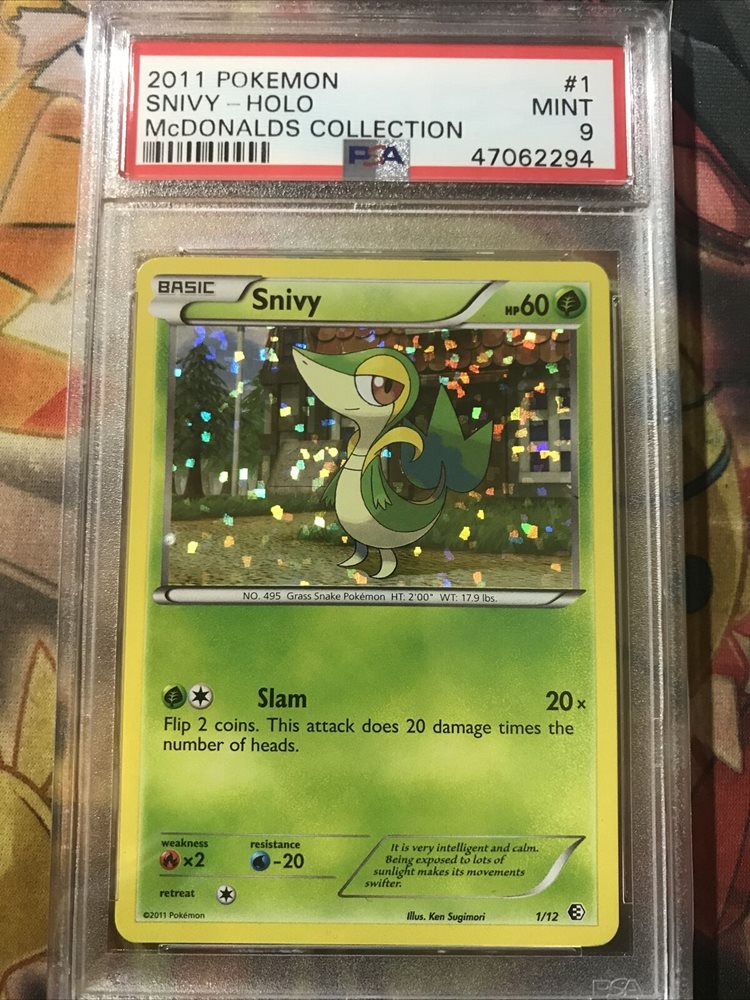 2011 POKEMON #1
SNIVY - HOLO MINT
McDONALDS COLLECTION 9
PSA 47062294
BASIC Snivy HP60
NO. 495 Grass Snake Pokémon HT: 2'00" WT: 17.9 lbs.
Slam 20×
Flip 2 coins. This attack does 20 damage times the
number of heads.
weakness resistance
×2 -20
retreat
It is very intelligent and calm.
Being exposed to lots of
sunlight makes its movements
swifter.
©2011 Pokémon Illus. Ken Sugimori 1/12
PSA